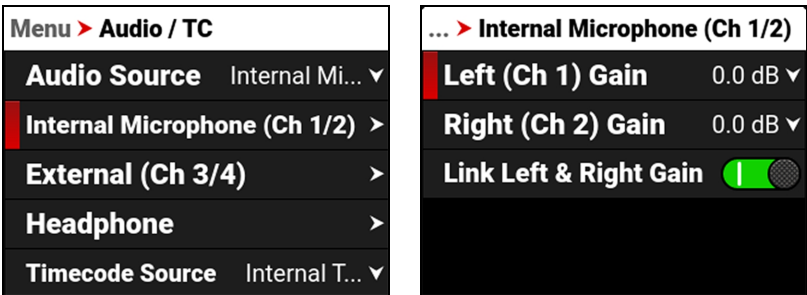 Menu > Audio / TC
Audio Source Internal Mi...
Internal Microphone (Ch 1/2)
External (Ch 3/4)
Headphone
Timecode Source Internal T...
... > Internal Microphone (Ch 1/2)
Left (Ch 1) Gain 0.0 dB
Right (Ch 2) Gain 0.0 dB
Link Left & Right Gain